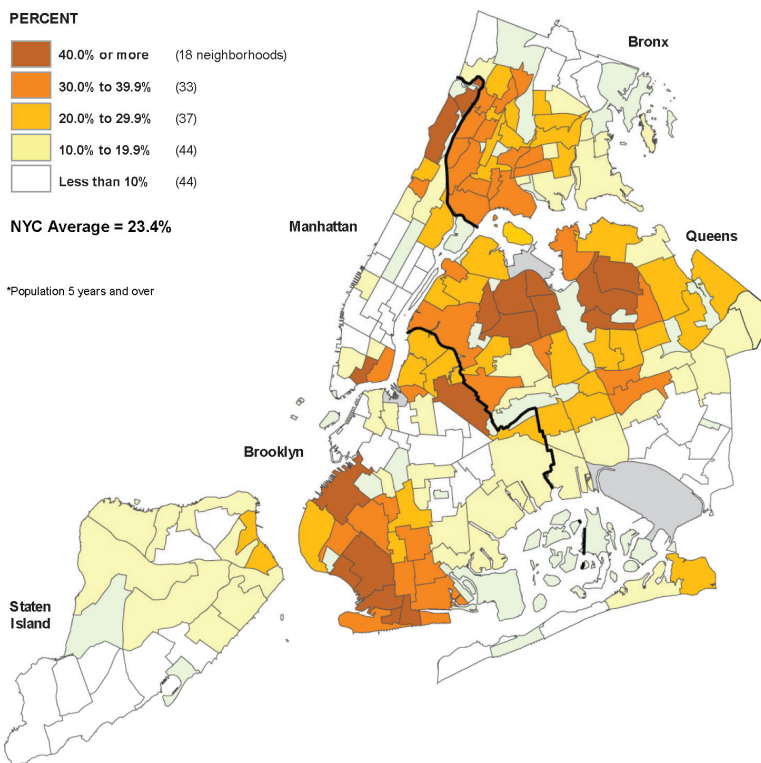 PERCENT
40.0% or more (18 neighborhoods)
30.0% to 39.9% (33)
20.0% to 29.9% (37)
10.0% to 19.9% (44)
Less than 10% (44)
NYC Average = 23.4%
*Population 5 years and over
Bronx
Manhattan
Queens
Brooklyn
Staten
Island